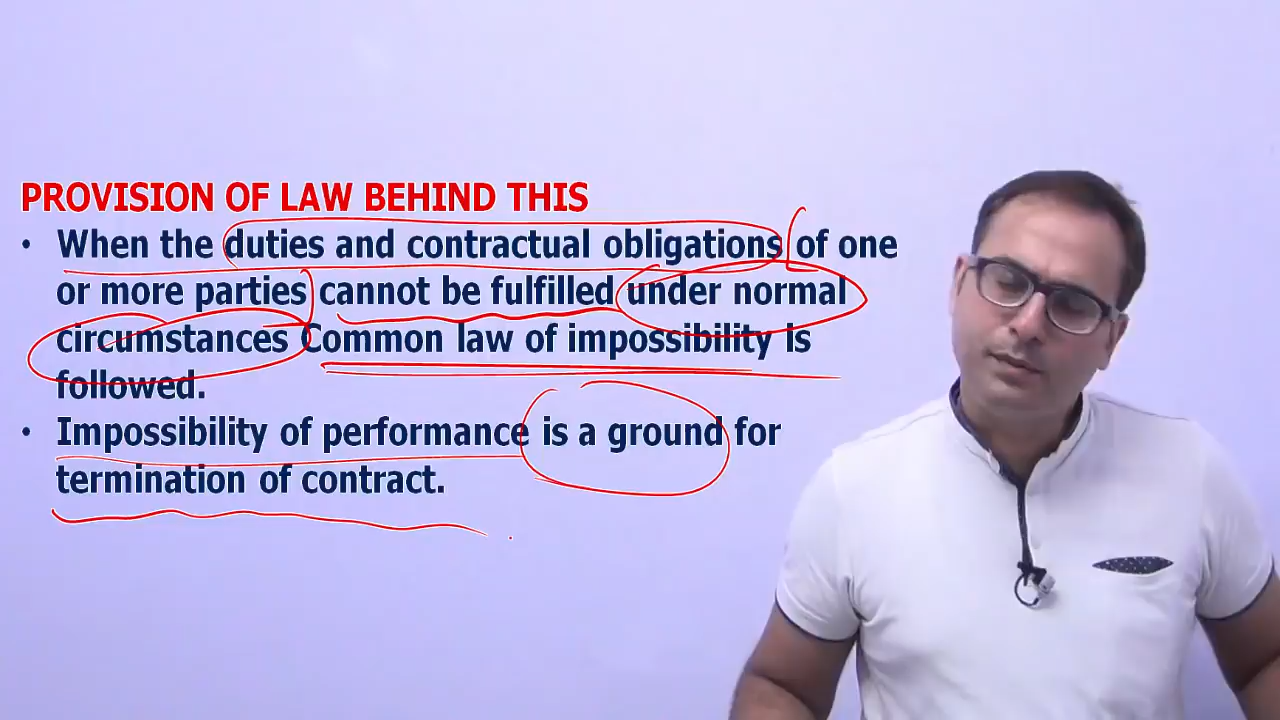 PROVISION OF LAW BEHIND THIS
• When the duties and contractual obligations of one
or more parties cannot be fulfilled under normal
circumstances Common law of impossibility is
followed.
• Impossibility of performance is a ground for
termination of contract.